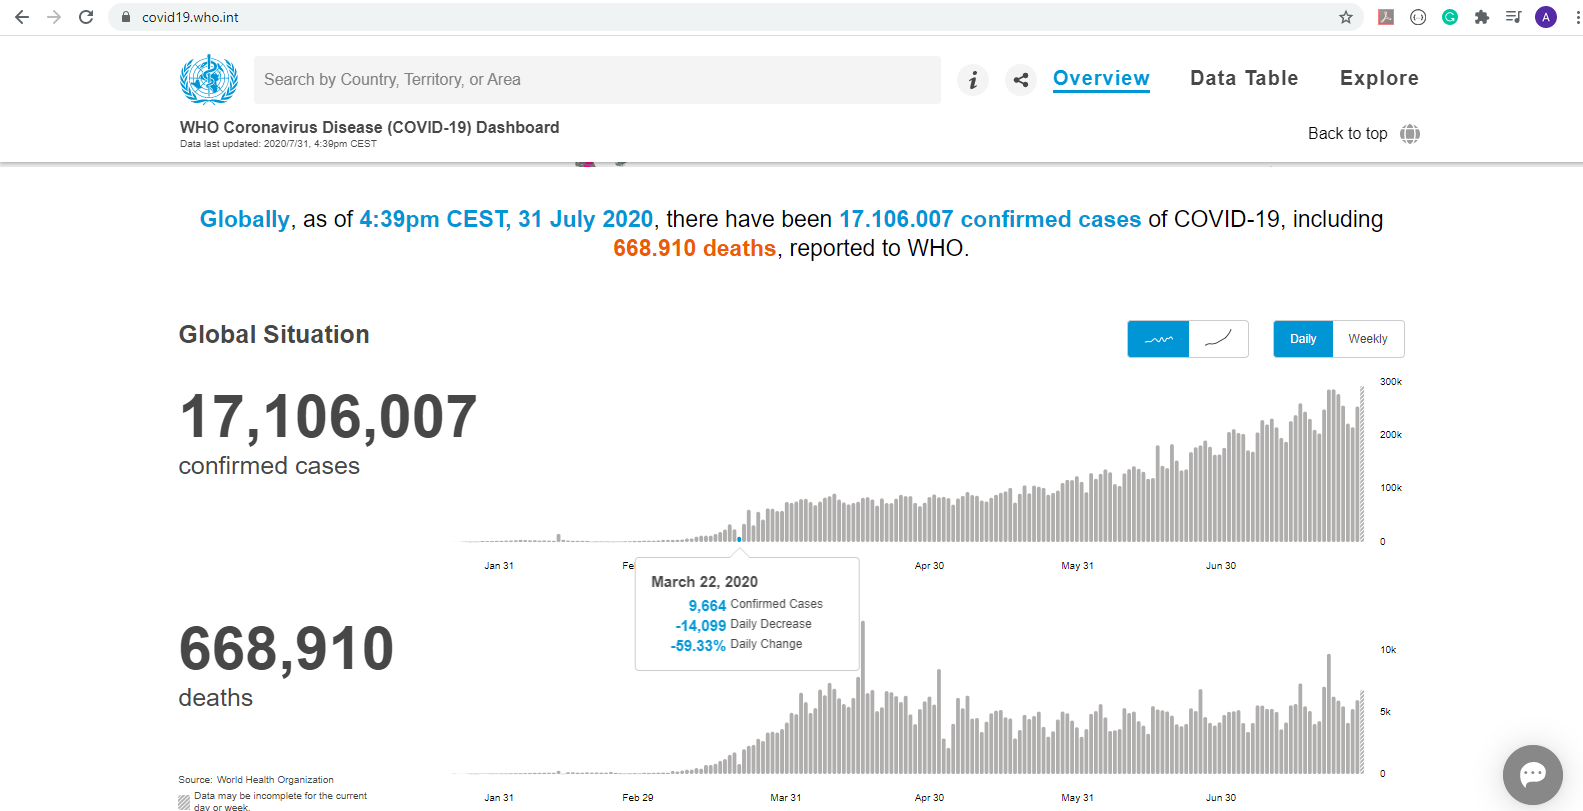 covid19.who.int
A
Search by Country, Territory, or Area
i
Overview
Data Table
Explore
WHO Coronavirus Disease (COVID-19) Dashboard
Data last updated: 2020/7/31, 4:39pm CEST
Back to top
Globally, as of 4:39pm CEST, 31 July 2020, there have been 17.106.007 confirmed cases of COVID-19, including
668.910 deaths, reported to WHO.
Global Situation
Daily
Weekly
17,106,007
confirmed cases
300k
200k
100k
0
Jan 31
Fe
Apr 30
May 31
Jun 30
March 22, 2020
9,664 Confirmed Cases
-14,099 Daily Decrease
-59.33% Daily Change
668,910
deaths
10k
5k
0
Jan 31
Feb 29
Mar 31
Apr 30
May 31
Jun 30
Source: World Health Organization
Data may be incomplete for the current
day or week.